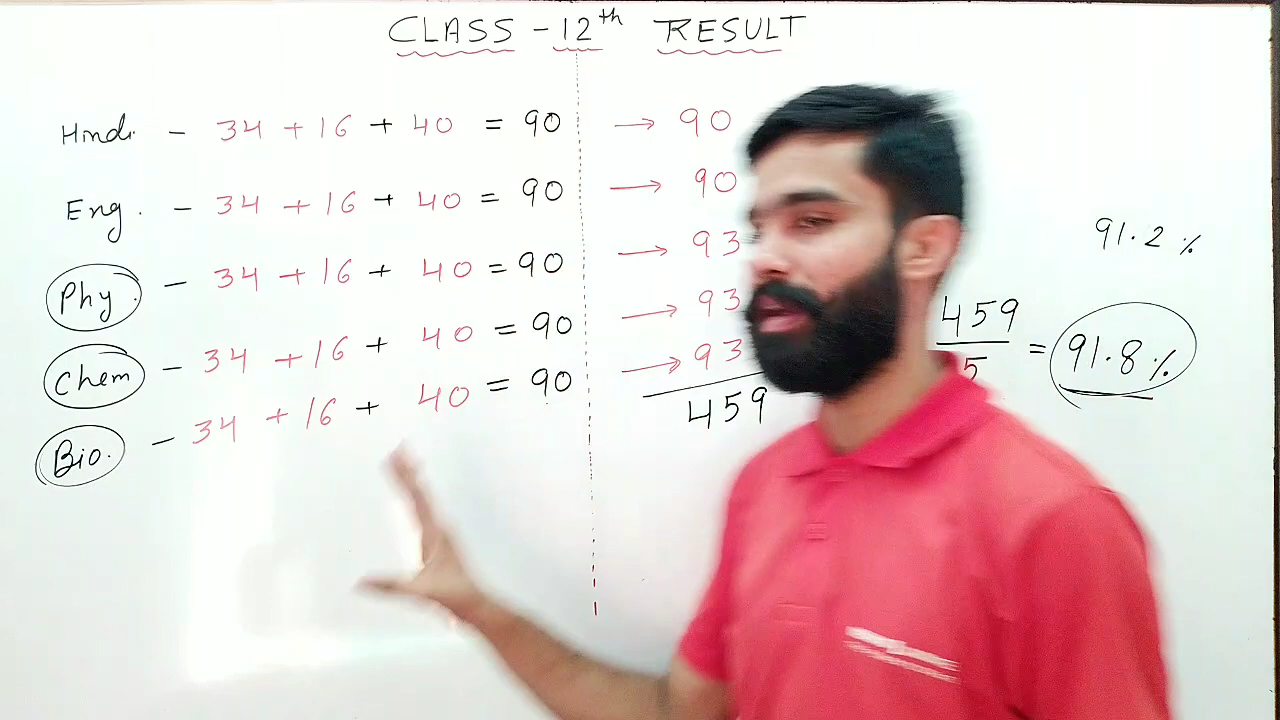 CLASS - 12th RESULT
Hindi - 34 + 16 + 40 = 90 → 90
Eng. - 34 + 16 + 40 = 90 → 90
Phy. - 34 + 16 + 40 = 90 → 93
Chem - 34 + 16 + 40 = 90 → 93
Bio. - 34 + 16 + 40 = 90 → 93
459
91.2 %
459
5
= 91.8 %